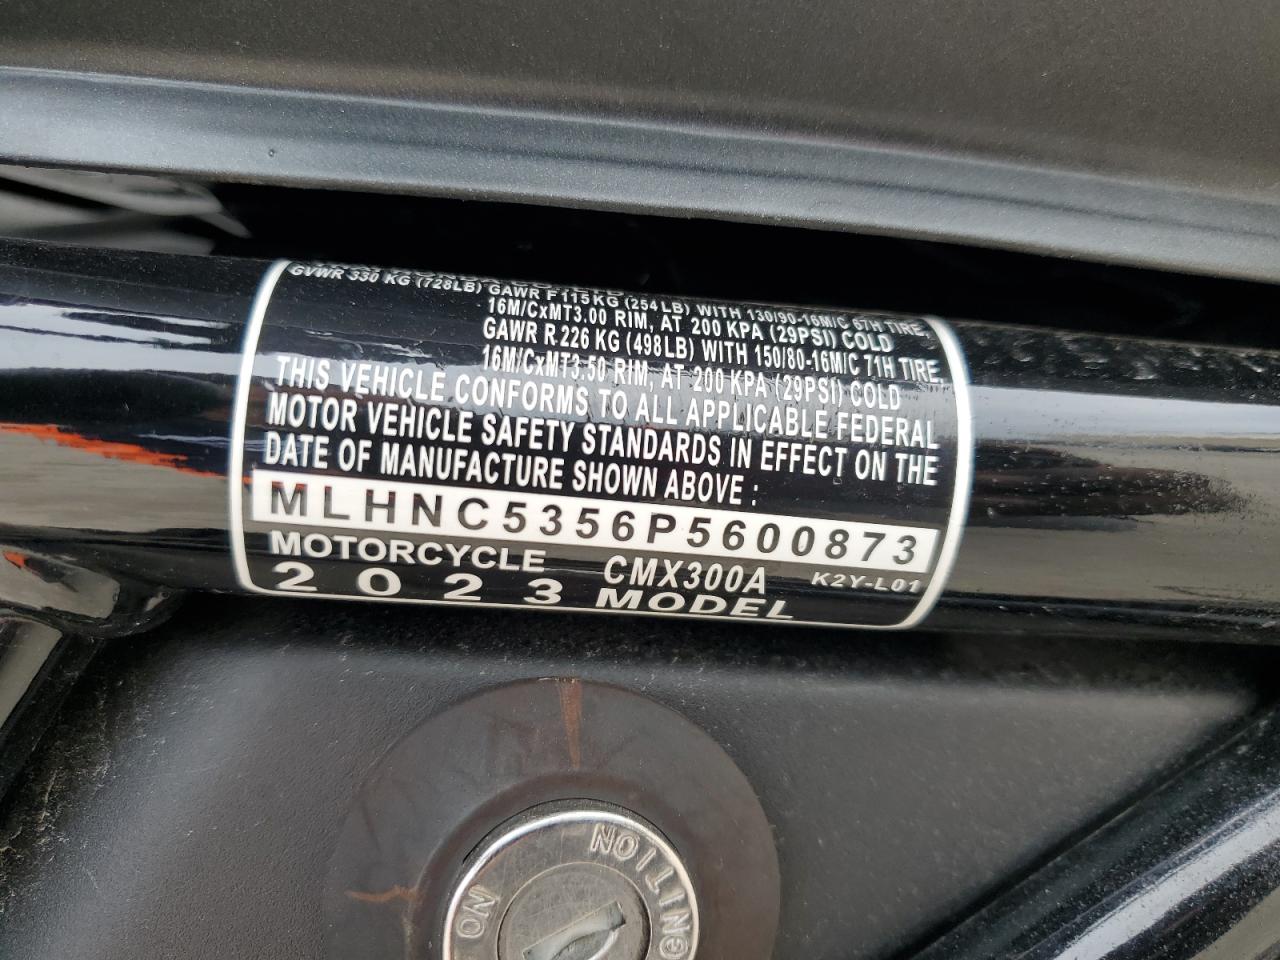 GVWR 330 KG (728LB) GAWR F 115 KG (254 LB) WITH 130/90-16M/C 67H TIRE,
16M/CxMT3.00 RIM, AT 200 KPA (29PSI) COLD
GAWR R 226 KG (498LB) WITH 150/80-16M/C 71H TIRE,
16M/CxMT3.50 RIM, AT 200 KPA (29PSI) COLD
THIS VEHICLE CONFORMS TO ALL APPLICABLE FEDERAL
MOTOR VEHICLE SAFETY STANDARDS IN EFFECT ON THE
DATE OF MANUFACTURE SHOWN ABOVE :
MLHNC5356P5600873
MOTORCYCLE CMX300A K2Y-L01
2023 MODEL
ON
IGNITION